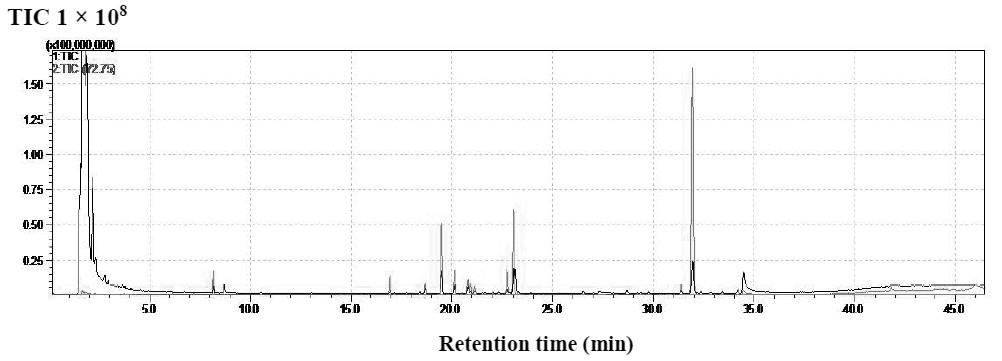 TIC 1 × 10⁸
(x100,000,000)
1:TIC
2:TIC (72.75)
1.50
1.25
1.00
0.75
0.50
0.25
5.0 10.0 15.0 20.0 25.0 30.0 35.0 40.0 45.0
Retention time (min)